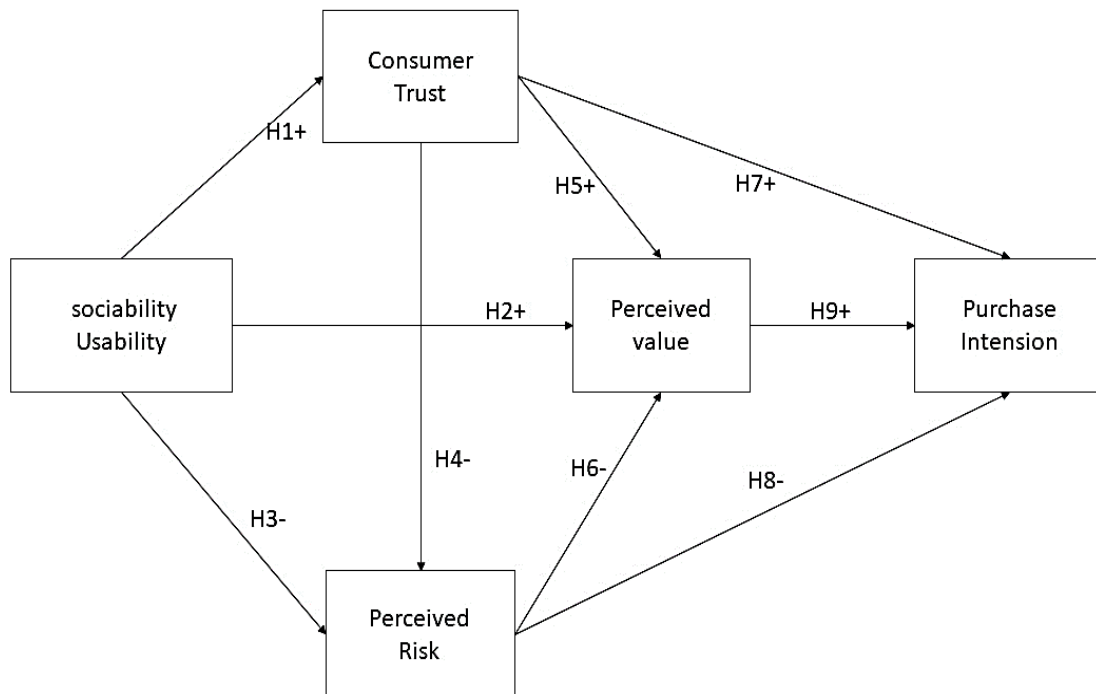 Consumer
Trust
H1+
H5+
H7+
sociability
Usability
H2+
Perceived
value
H9+
Purchase
Intension
H4-
H6-
H8-
H3-
Perceived
Risk